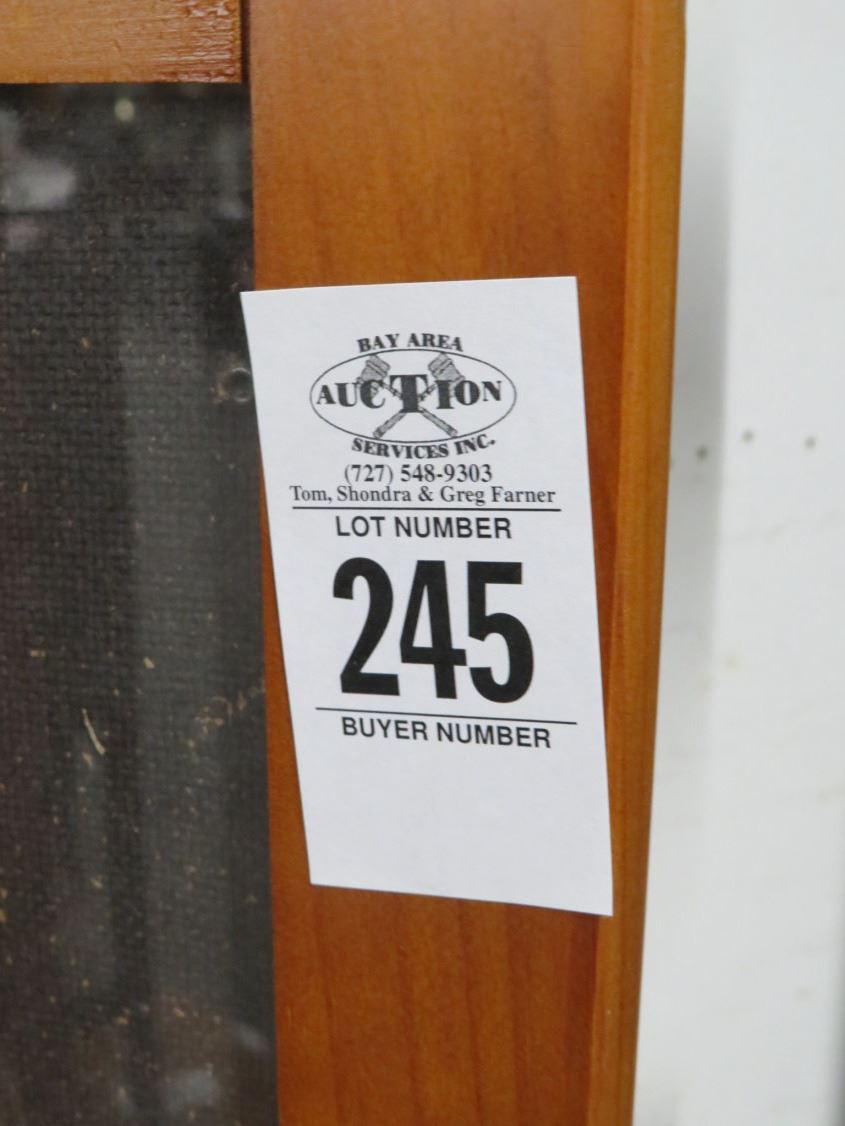 BAY AREA
AUCTION
SERVICES INC.
(727) 548-9303
Tom, Shondra & Greg Farner
LOT NUMBER
245
BUYER NUMBER